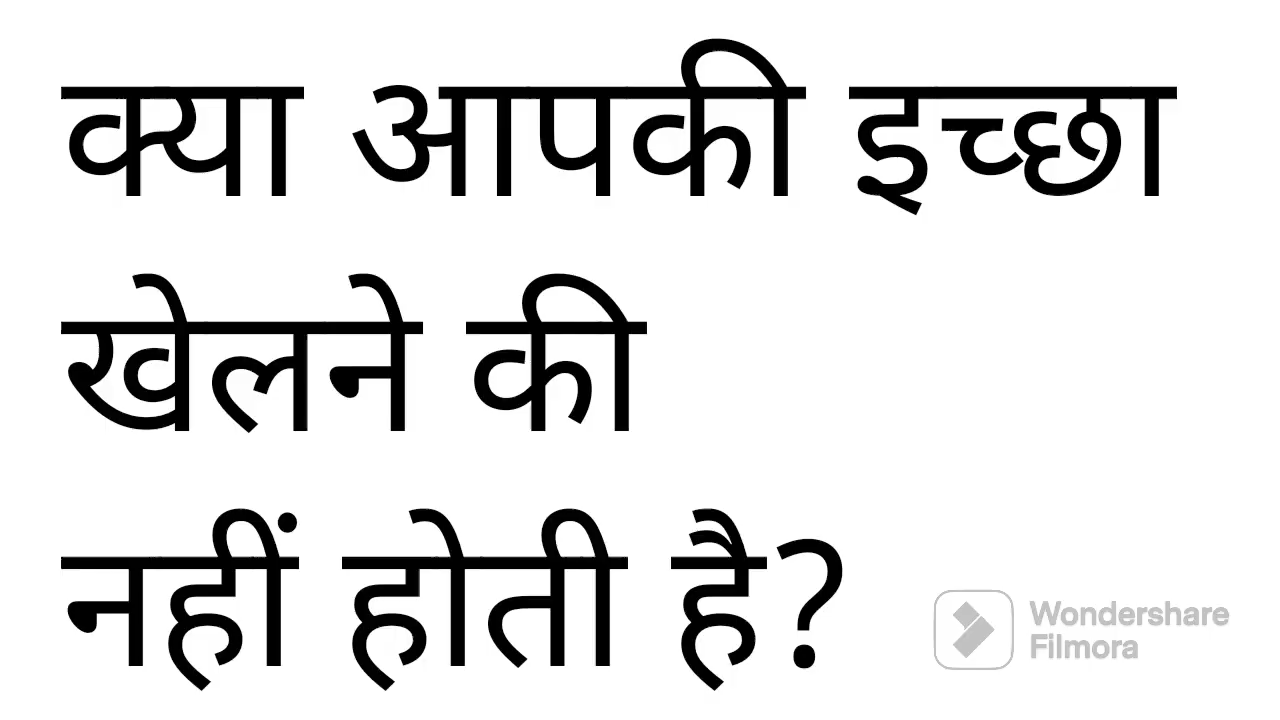 क्या आपकी इच्छा
खेलने की
नहीं होती है?
Wondershare
Filmora